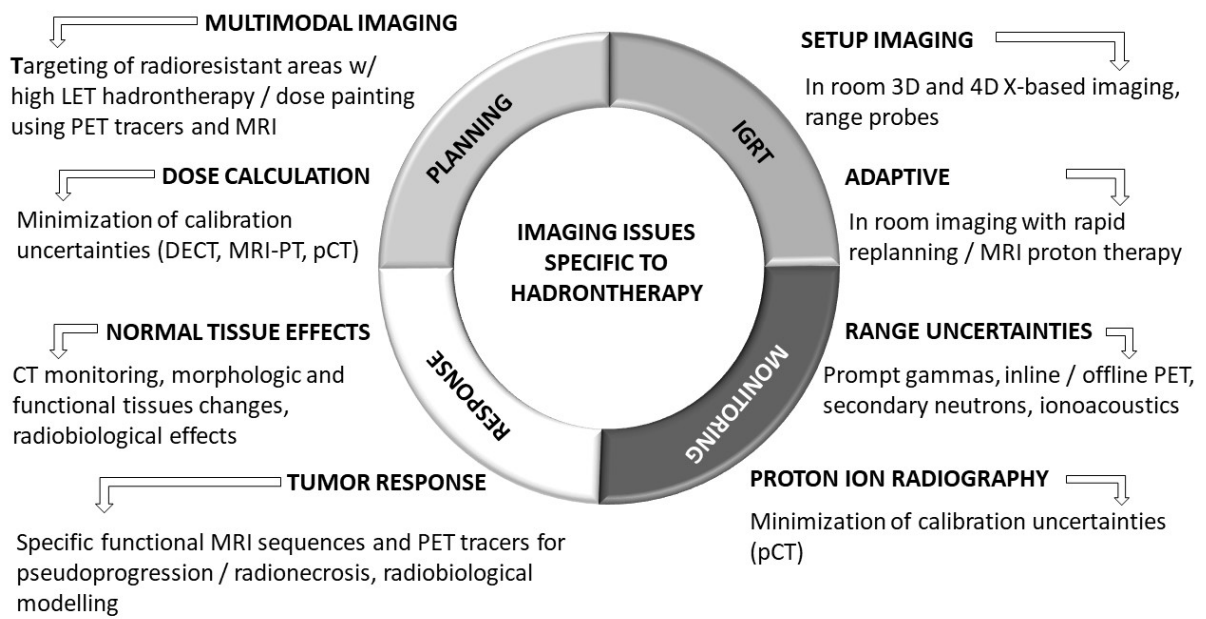 MULTIMODAL IMAGING
Targeting of radioresistant areas w/
high LET hadrontherapy / dose painting
using PET tracers and MRI
DOSE CALCULATION
Minimization of calibration
uncertainties (DECT, MRI-PT, pCT)
NORMAL TISSUE EFFECTS
CT monitoring, morphologic and
functional tissues changes,
radiobiological effects
TUMOR RESPONSE
Specific functional MRI sequences and PET tracers for
pseudoprogression / radionecrosis, radiobiological
modelling
PLANNING
IGRT
RESPONSE
MONITORING
IMAGING ISSUES
SPECIFIC TO
HADRONTHERAPY
SETUP IMAGING
In room 3D and 4D X-based imaging,
range probes
ADAPTIVE
In room imaging with rapid
replanning / MRI proton therapy
RANGE UNCERTAINTIES
Prompt gammas, inline / offline PET,
secondary neutrons, ionoacoustics
PROTON ION RADIOGRAPHY
Minimization of calibration uncertainties
(pCT)